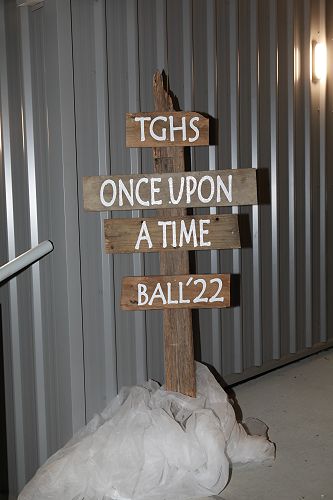 TGHS
ONCE UPON
A TIME
BALL'22